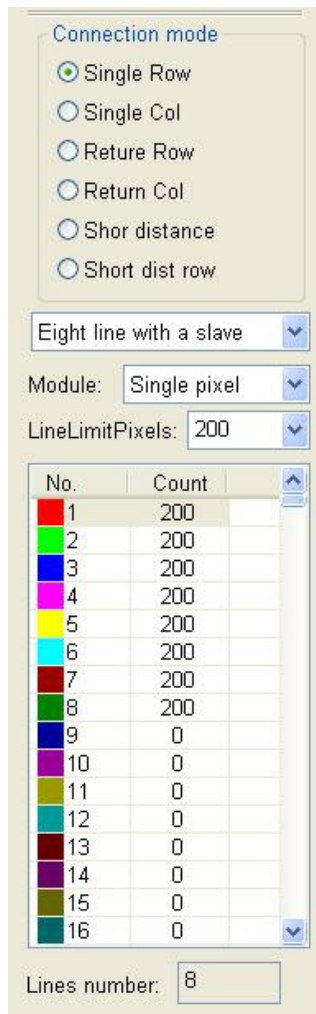 Connection mode
Single Row
Single Col
Reture Row
Return Col
Shor distance
Short dist row
Eight line with a slave
Module: Single pixel
LineLimitPixels: 200
No. Count
1 200
2 200
3 200
4 200
5 200
6 200
7 200
8 200
9 0
10 0
11 0
12 0
13 0
14 0
15 0
16 0
Lines number: 8